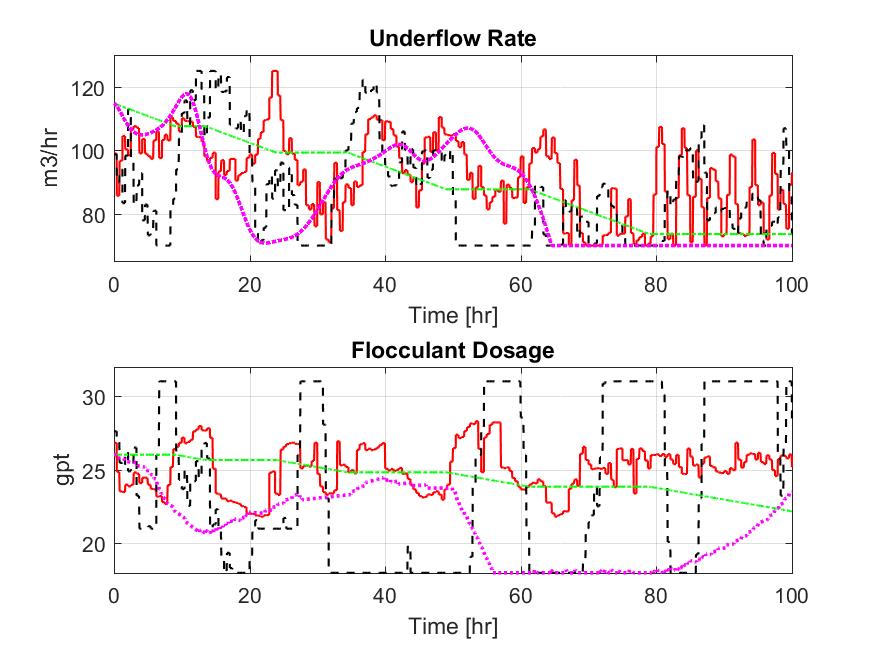 Underflow Rate
120
100
80
m3/hr
0 20 40 60 80 100
Time [hr]
Flocculant Dosage
30
25
20
gpt
0 20 40 60 80 100
Time [hr]